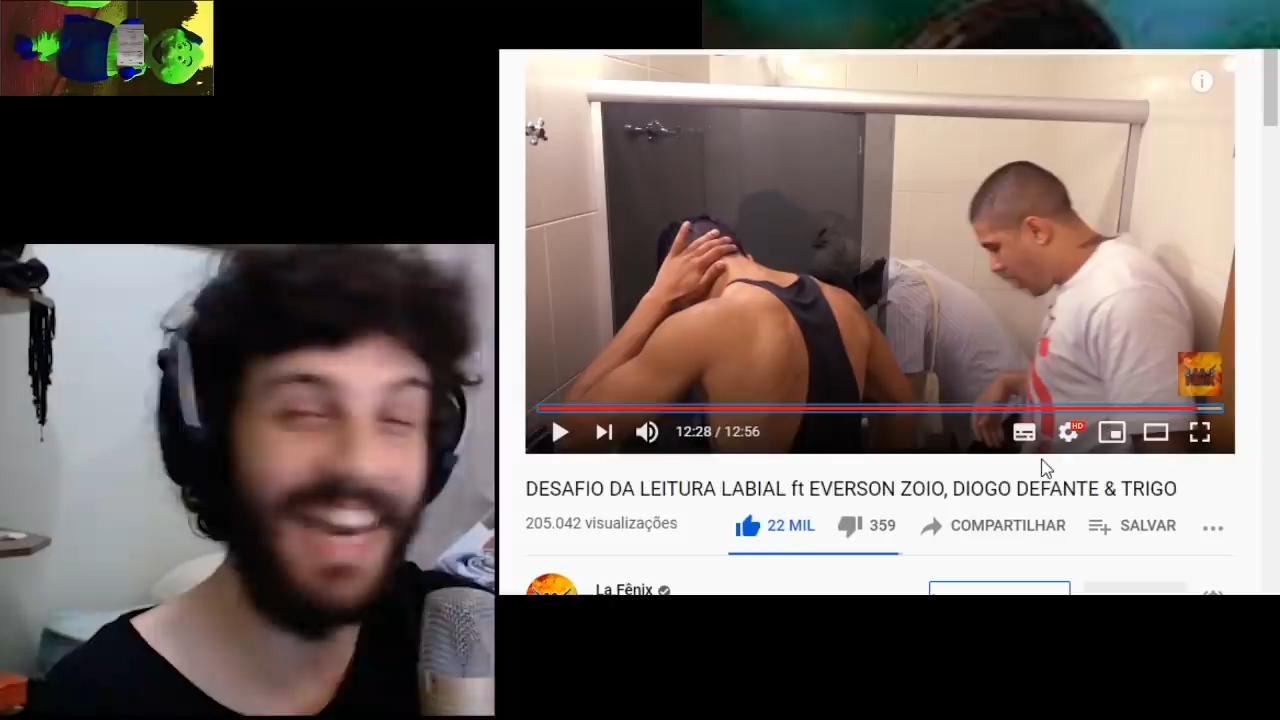 HD
12:28 / 12:56
DESAFIO DA LEITURA LABIAL ft EVERSON ZOIO, DIOGO DEFANTE & TRIGO
205.042 visualizações
22 MIL
359
COMPARTILHAR
SALVAR
La Fênix